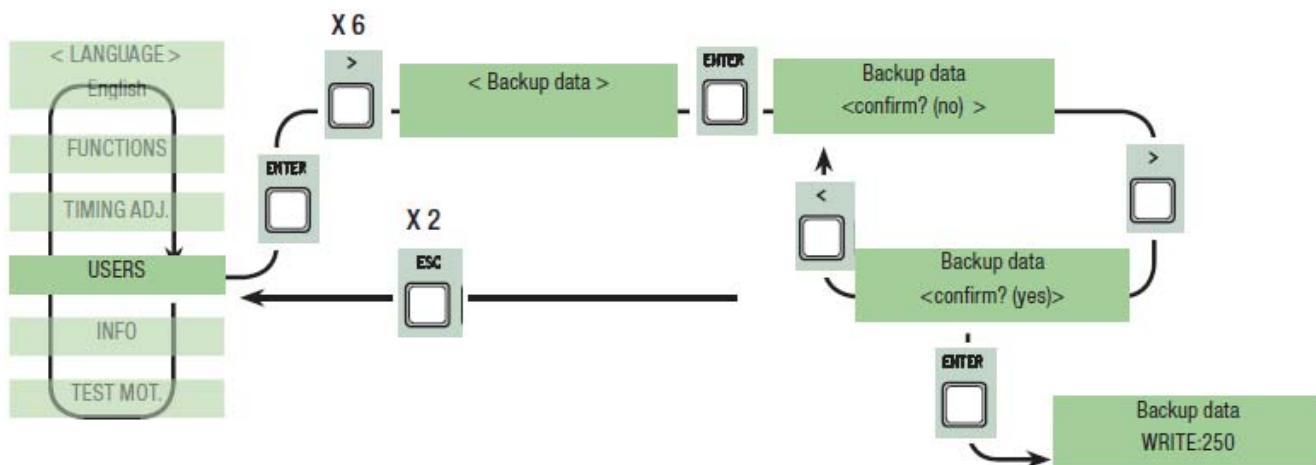 X 6
< LANGUAGE >
English
>
< Backup data >
ENTER
Backup data
<confirm? (no) >
FUNCTIONS
ENTER
>
<
TIMING ADJ.
X 2
USERS
ESC
Backup data
<confirm? (yes)>
INFO
ENTER
TEST MOT.
Backup data
WRITE:250